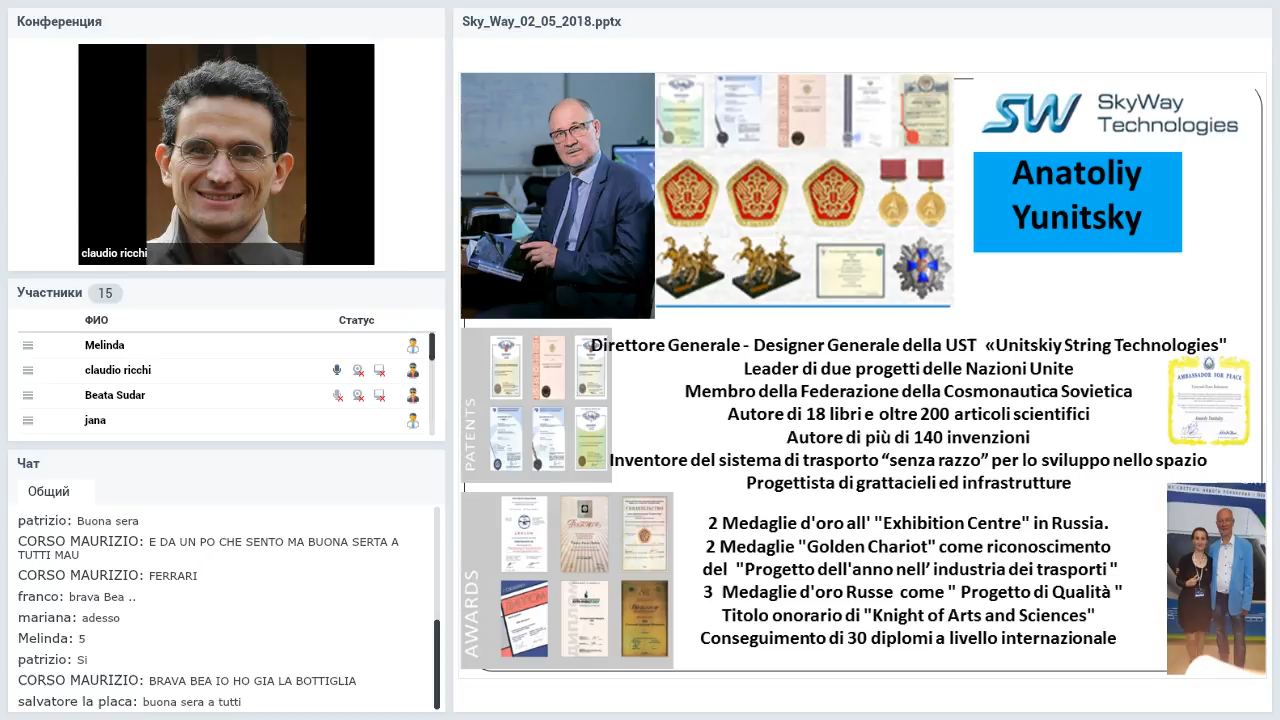 Конференция
claudio ricchi
Участники 15
ФИО Статус
Melinda
claudio ricchi
Beata Sudar
jana
Чат
Общий
patrizio: Buona sera
CORSO MAURIZIO: E DA UN PO CHE SENTO MA BUONA SERTA A
TUTTI MAU
CORSO MAURIZIO: FERRARI
franco: brava Bea ..
mariana: adesso
Melinda: 5
patrizio: Si
CORSO MAURIZIO: BRAVA BEA IO HO GIA LA BOTTIGLIA
salvatore la placa: buona sera a tutti
Sky_Way_02_05_2018.pptx
SW SkyWay
Technologies
Anatoliy
Yunitsky
Direttore Generale - Designer Generale della UST «Unitskiy String Technologies"
Leader di due progetti delle Nazioni Unite
Membro della Federazione della Cosmonautica Sovietica
Autore di 18 libri e oltre 200 articoli scientifici
Autore di più di 140 invenzioni
Inventore del sistema di trasporto “senza razzo” per lo sviluppo nello spazio
Progettista di grattacieli ed infrastrutture
2 Medaglie d'oro all' "Exhibition Centre" in Russia.
2 Medaglie "Golden Chariot" come riconoscimento
del "Progetto dell'anno nell’ industria dei trasporti "
3 Medaglie d'oro Russe come " Progetto di Qualità "
Titolo onorario di "Knight of Arts and Sciences"
Conseguimento di 30 diplomi a livello internazionale
PATENTS
AWARDS
AMBASSADOR FOR PEACE